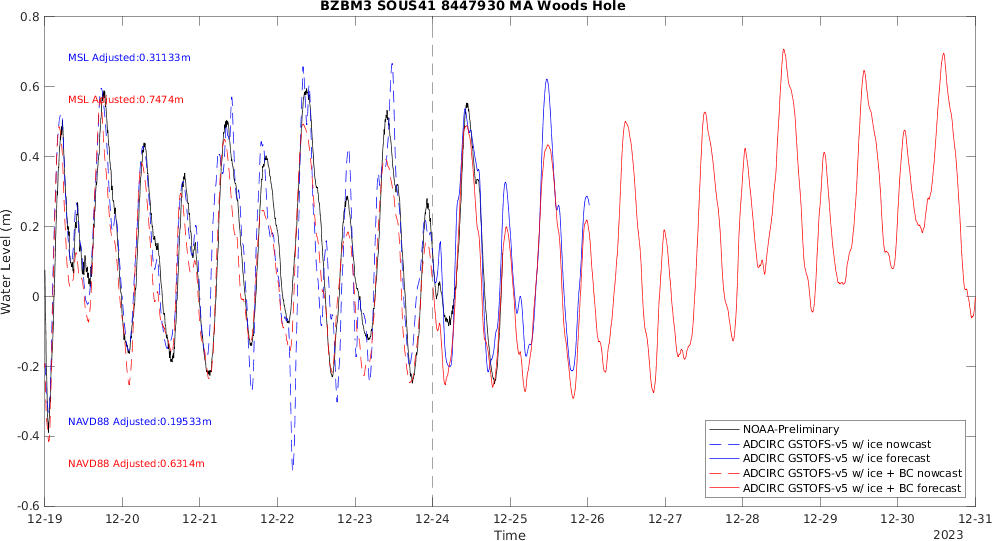 BZBM3 SOUS41 8447930 MA Woods Hole
0.8
0.6
0.4
0.2
0
-0.2
-0.4
-0.6
Water Level (m)
MSL Adjusted:0.31133m
MSL Adjusted:0.7474m
NAVD88 Adjusted:0.19533m
NAVD88 Adjusted:0.6314m
NOAA-Preliminary
ADCIRC GSTOFS-v5 w/ ice nowcast
ADCIRC GSTOFS-v5 w/ ice forecast
ADCIRC GSTOFS-v5 w/ ice + BC nowcast
ADCIRC GSTOFS-v5 w/ ice + BC forecast
12-19 12-20 12-21 12-22 12-23 12-24 12-25 12-26 12-27 12-28 12-29 12-30 12-31
Time
2023